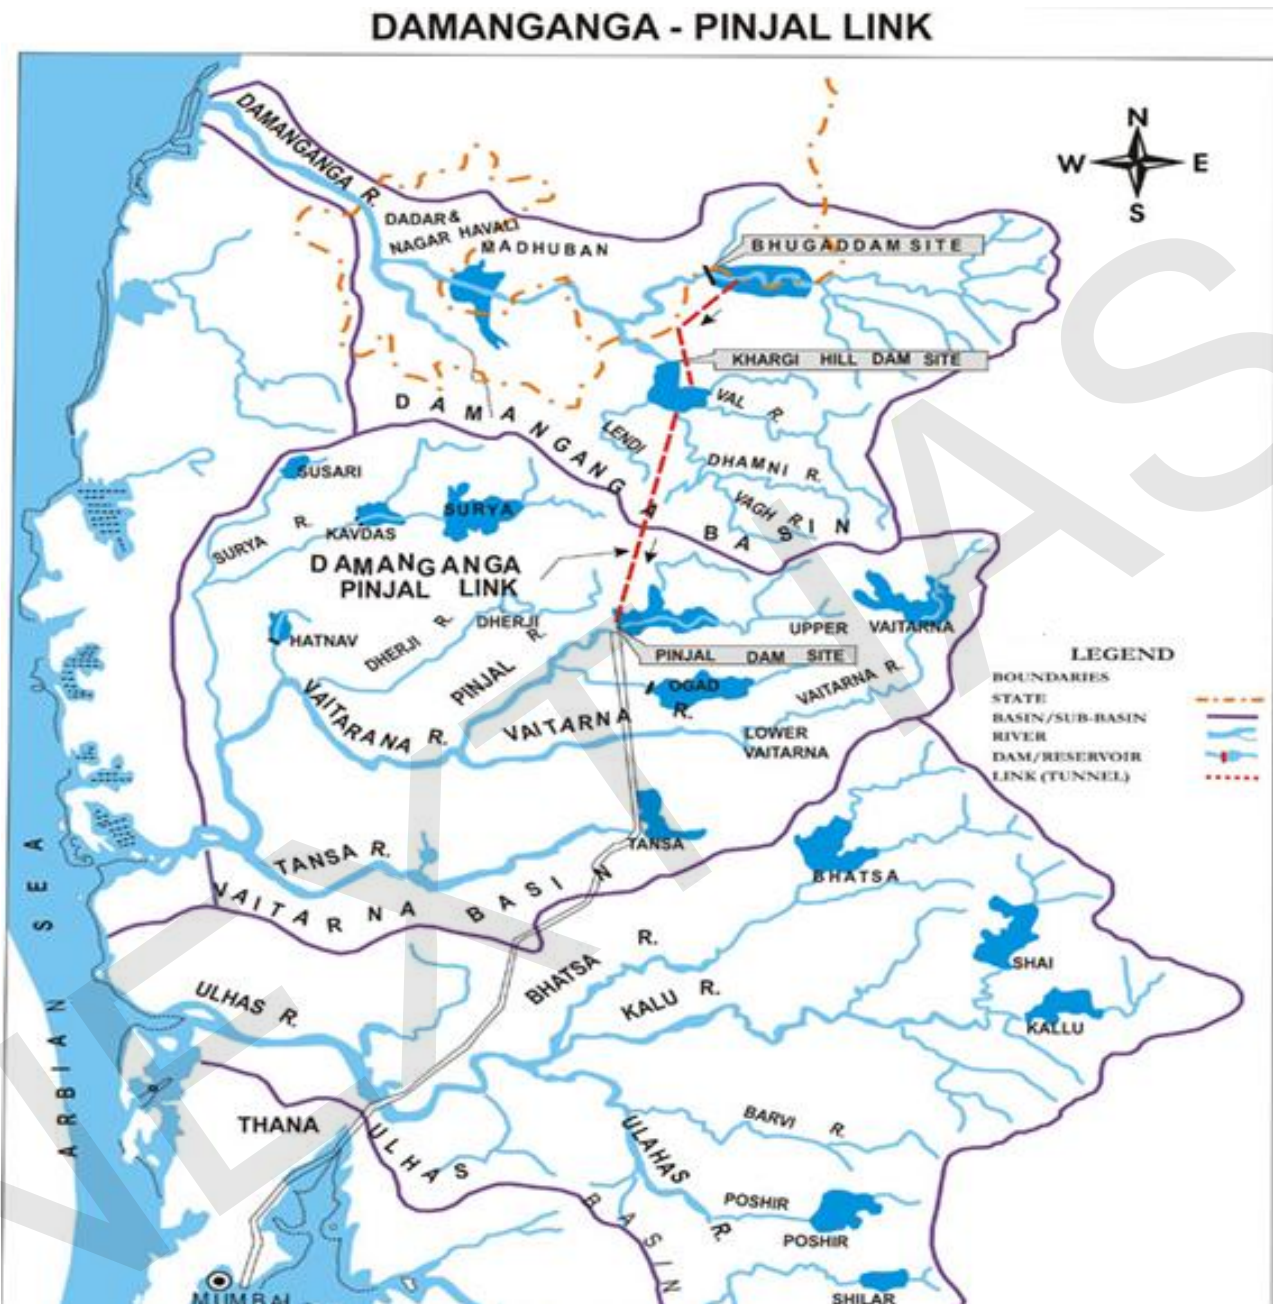 DAMANGANGA - PINJAL LINK
N
W E
S
DAMANGANGA R.
DADAR &
NAGAR HAVALI
MADHUBAN
BHUGADDAM SITE
KHARGI HILL DAM SITE
VAL R.
LENDI
DAMANGANGA BASIN
DHAMNI R.
VAGH R.
SUSARI
SURYA
SURYA R.
KAVDAS
DAMANGANGA
PINJAL LINK
HATNAV
DHERJI R.
DHERJI
PINJAL R.
UPPER
VAITARNA
PINJAL DAM SITE
OGAD
VAITARNA R.
VAITARANA R.
VAITARNA R.
LOWER
VAITARNA
LEGEND
BOUNDARIES
STATE
BASIN/SUB-BASIN
RIVER
DAM/RESERVOIR
LINK (TUNNEL)
TANSA
TANSA R.
VAITARNA BASIN
BHATSA
SHAI
KALLU
BHATSA R.
KALU R.
ULHAS R.
ARBIAN SEA
THANA
ULHAS BASIN
ULAHAS R.
BARVI R.
POSHIR
POSHIR
SHILAR
MUMBAI
NEXT IAS